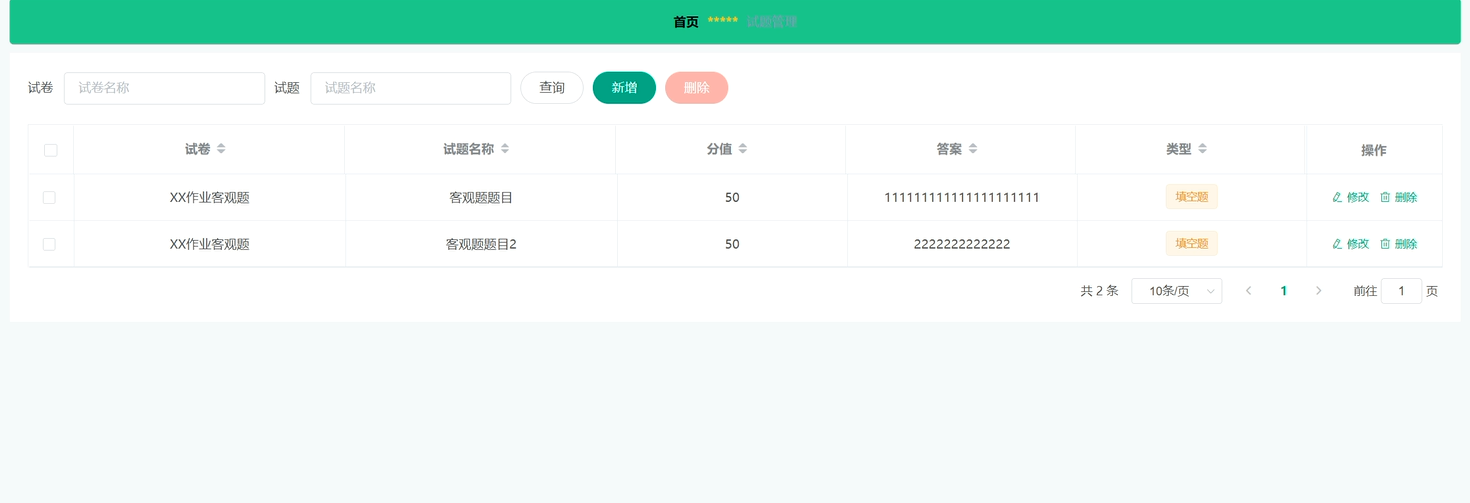 首页 ***** 试题管理
试卷 试卷名称 试题 试题名称 查询 新增 删除
试卷 试题名称 分值 答案 类型 操作
XX作业客观题 客观题题目 50 111111111111111111111 填空题 修改 删除
XX作业客观题 客观题题目2 50 2222222222222 填空题 修改 删除
共 2 条 10条/页 1 前往 1 页